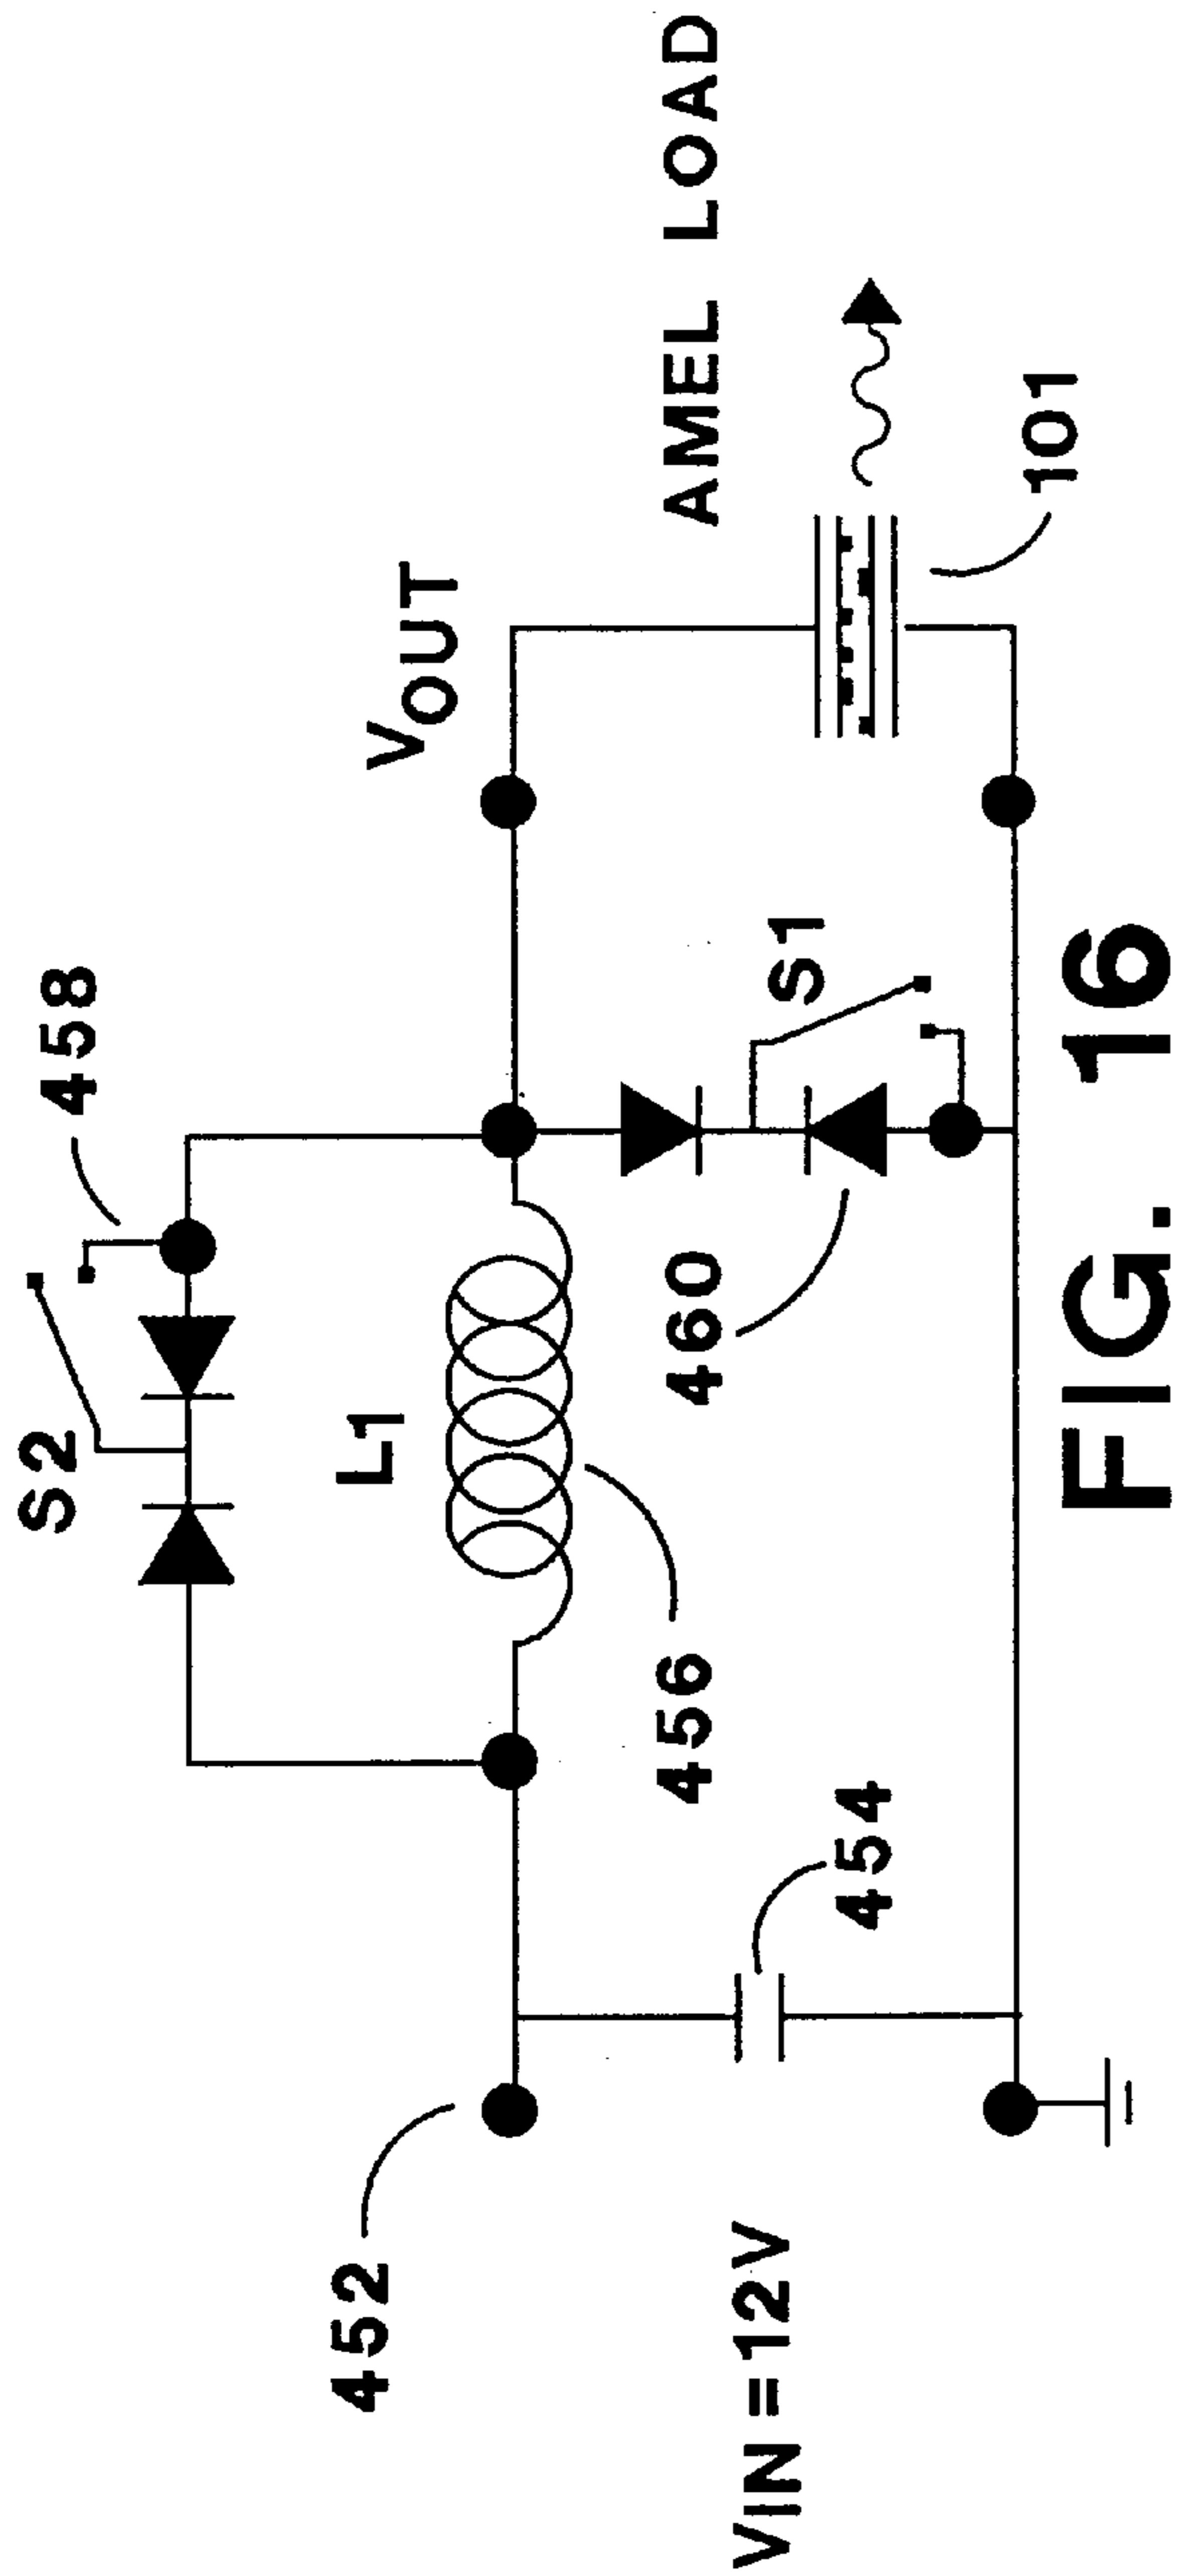 S2
458
L1
VOUT
452
456
460
S1
AMEL LOAD
VIN = 12V
454
101
FIG. 16